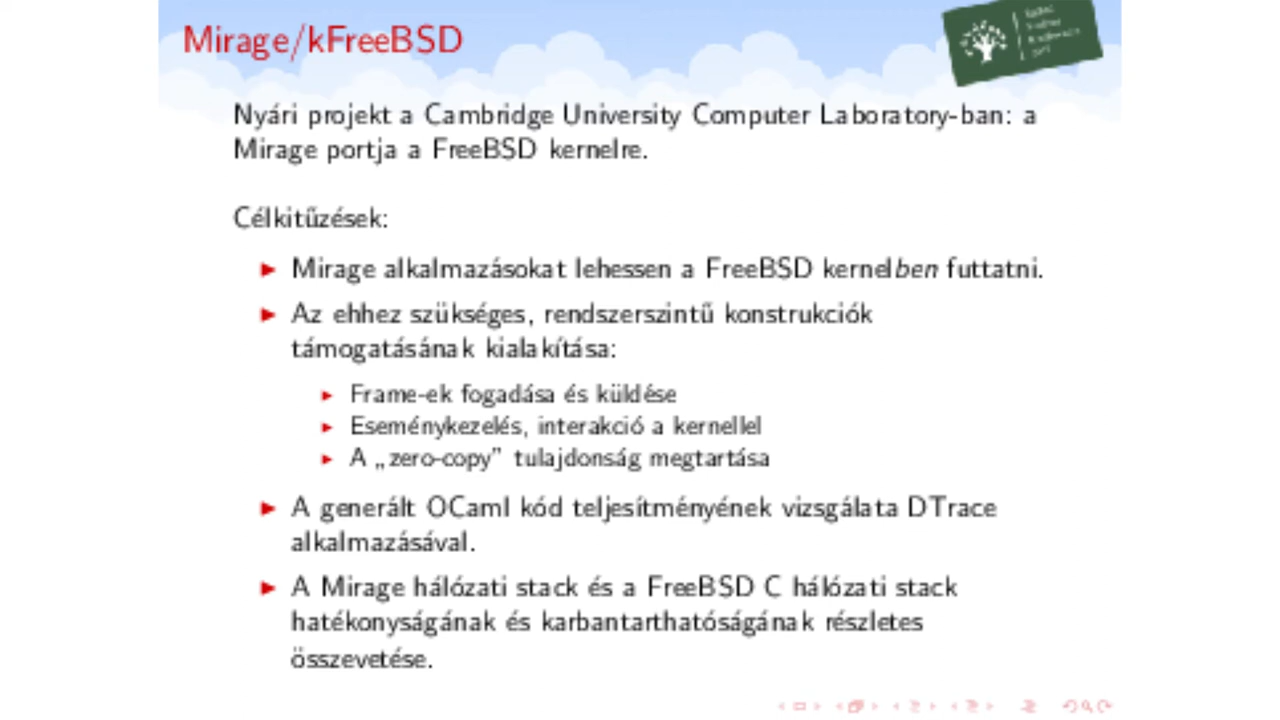 Mirage/kFreeBSD
Nyári projekt a Cambridge University Computer Laboratory-ban: a
Mirage portja a FreeBSD kernelre.
Célkitűzések:
Mirage alkalmazásokat lehessen a FreeBSD kernelben futtatni.
Az ehhez szükséges, rendszerszintű konstrukciók
támogatásának kialakítása:
Frame-ek fogadása és küldése
Eseménykezelés, interakció a kernellel
A „zero-copy” tulajdonság megtartása
A generált OCaml kód teljesítményének vizsgálata DTrace
alkalmazásával.
A Mirage hálózati stack és a FreeBSD C hálózati stack
hatékonyságának és karbantarthatóságának részletes
összevetése.